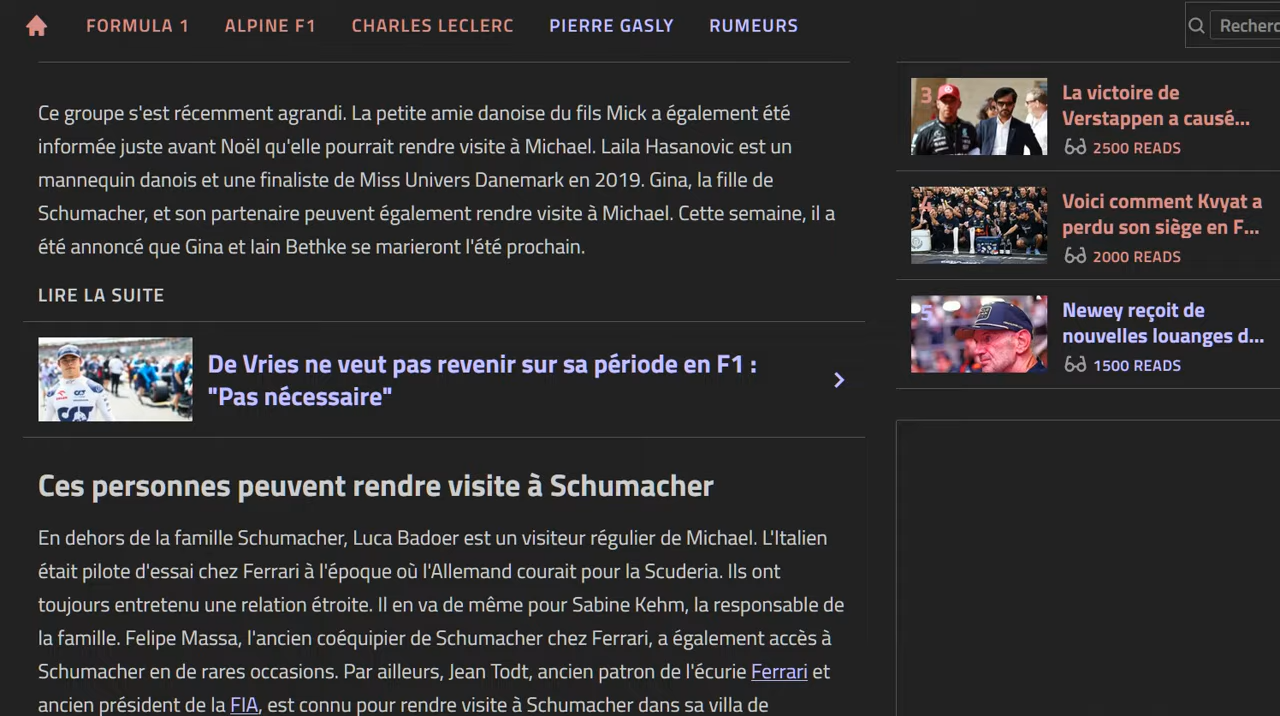 FORMULA 1 ALPINE F1 CHARLES LECLERC PIERRE GASLY RUMEURS
Recherc
Ce groupe s'est récemment agrandi. La petite amie danoise du fils Mick a également été
informée juste avant Noël qu'elle pourrait rendre visite à Michael. Laila Hasanovic est un
mannequin danois et une finaliste de Miss Univers Danemark en 2019. Gina, la fille de
Schumacher, et son partenaire peuvent également rendre visite à Michael. Cette semaine, il a
été annoncé que Gina et Iain Bethke se marieront l'été prochain.
LIRE LA SUITE
De Vries ne veut pas revenir sur sa période en F1 :
"Pas nécessaire"
Ces personnes peuvent rendre visite à Schumacher
En dehors de la famille Schumacher, Luca Badoer est un visiteur régulier de Michael. L'Italien
était pilote d'essai chez Ferrari à l'époque où l'Allemand courait pour la Scuderia. Ils ont
toujours entretenu une relation étroite. Il en va de même pour Sabine Kehm, la responsable de
la famille. Felipe Massa, l'ancien coéquipier de Schumacher chez Ferrari, a également accès à
Schumacher en de rares occasions. Par ailleurs, Jean Todt, ancien patron de l'écurie Ferrari et
ancien président de la FIA, est connu pour rendre visite à Schumacher dans sa villa de
3
La victoire de
Verstappen a causé...
2500 READS
Voici comment Kvyat a
perdu son siège en F...
2000 READS
5
Newey reçoit de
nouvelles louanges d...
1500 READS